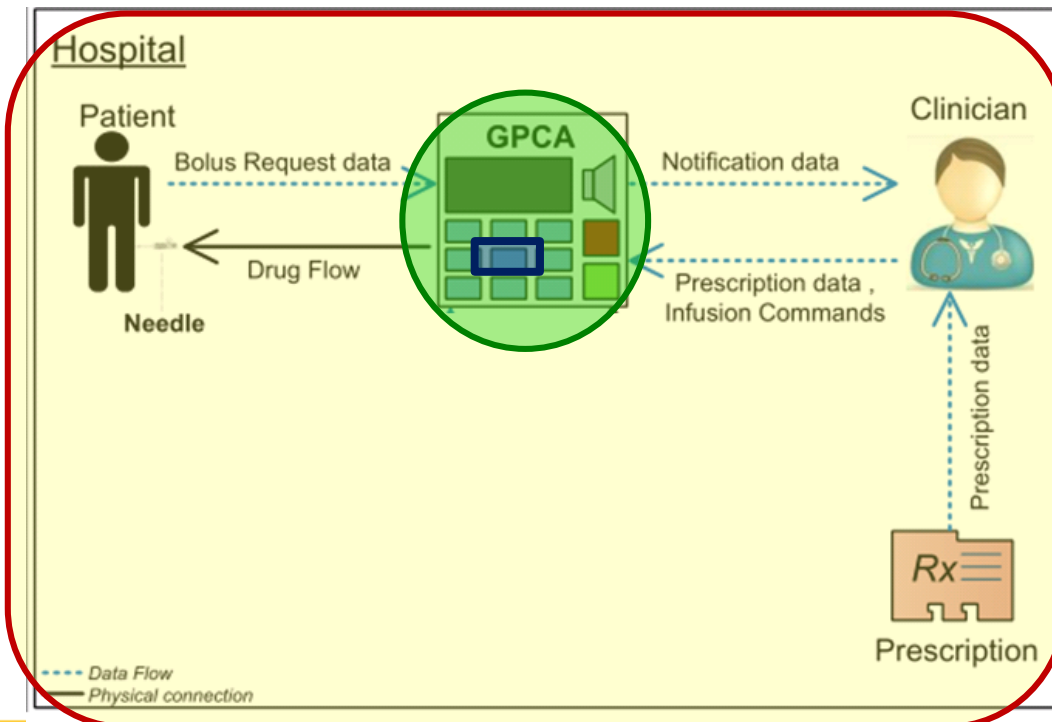 Hospital
Patient
GPCA
Clinician
Bolus Request data
Notification data
Drug Flow
Prescription data ,
Infusion Commands
Needle
Prescription data
Rx
Prescription
Data Flow
Physical connection